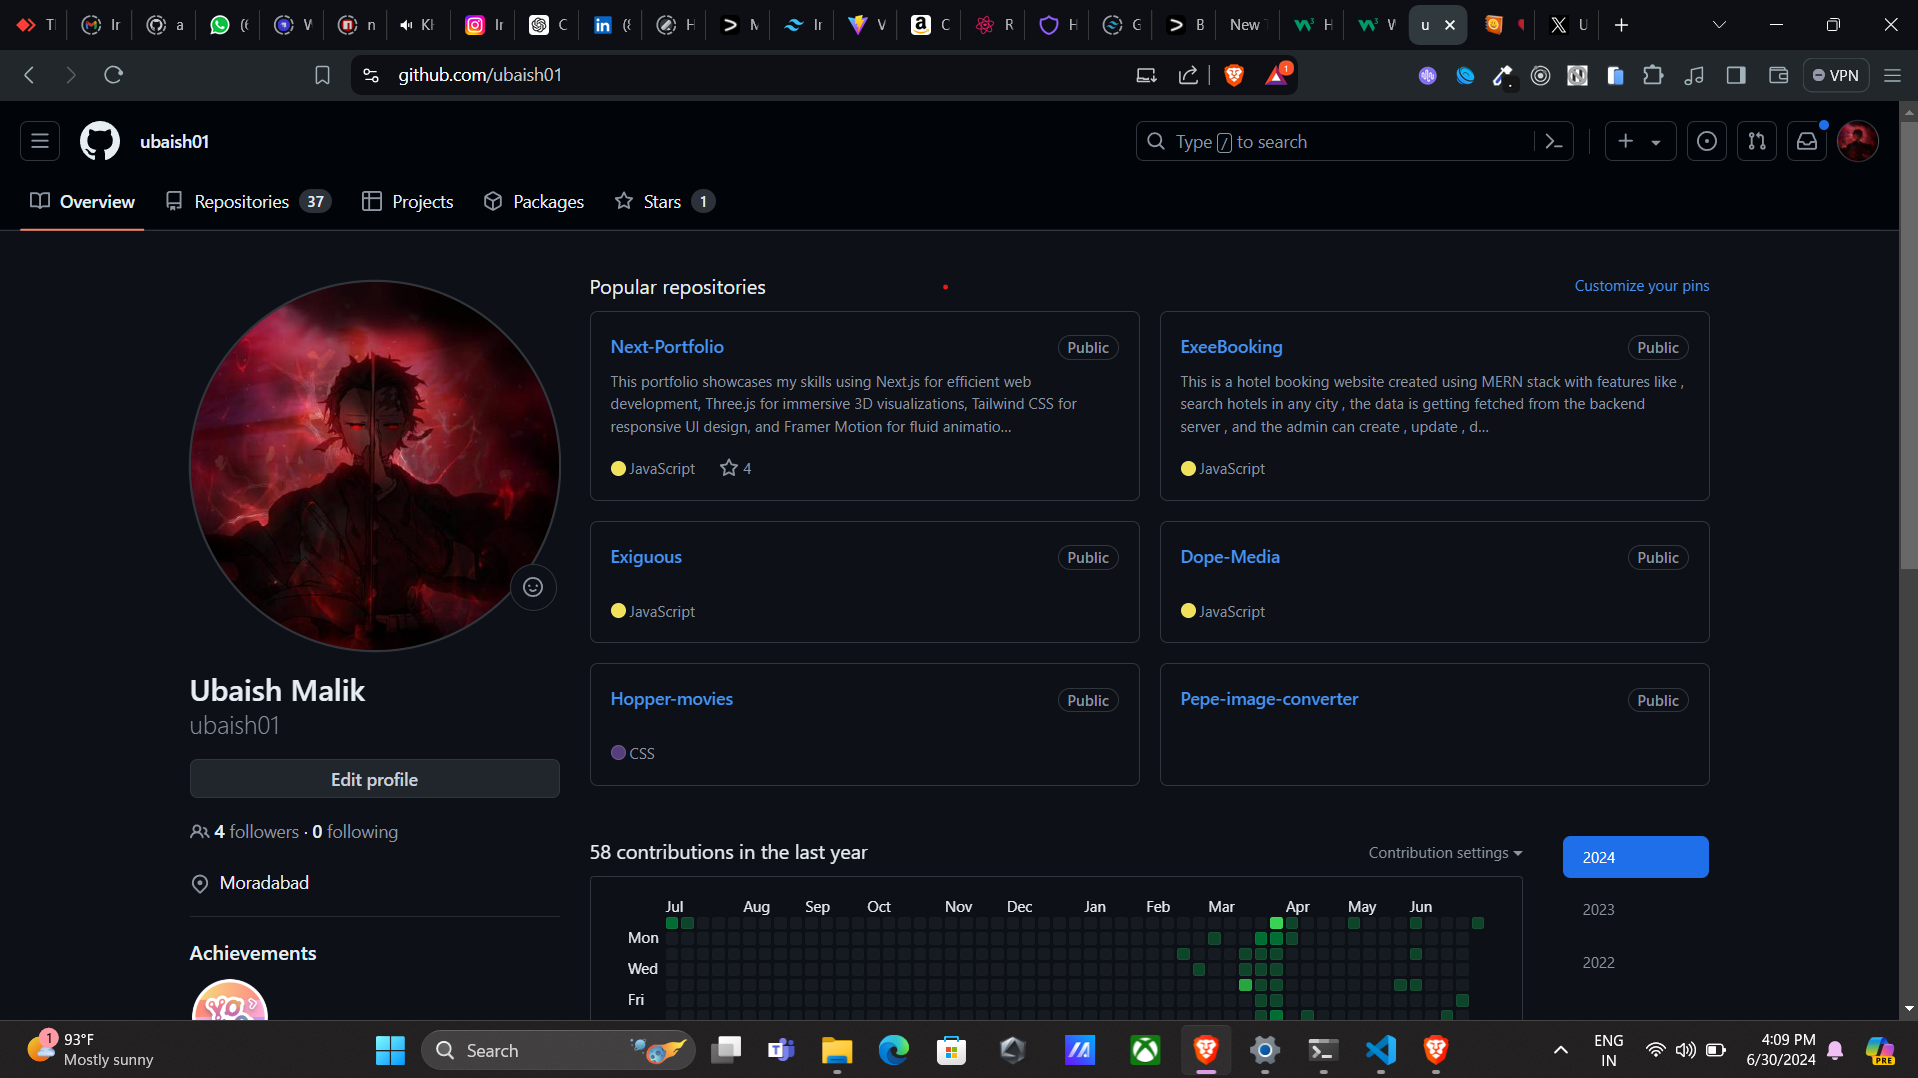 TI
Ir
a
(6
W
n
Kl
Ir
C
(8
H
M
Ir
V
C
R
H
G
B
New
H
W
u
U
github.com/ubaish01
1
VPN
ubaish01
Type / to search
Overview
Repositories 37
Projects
Packages
Stars 1
Popular repositories
Customize your pins
Next-Portfolio
Public
This portfolio showcases my skills using Next.js for efficient web
development, Three.js for immersive 3D visualizations, Tailwind CSS for
responsive UI design, and Framer Motion for fluid animatio...
JavaScript
4
ExeeBooking
Public
This is a hotel booking website created using MERN stack with features like ,
search hotels in any city , the data is getting fetched from the backend
server , and the admin can create , update , d...
JavaScript
Exiguous
Public
JavaScript
Dope-Media
Public
JavaScript
Hopper-movies
Public
CSS
Pepe-image-converter
Public
Ubaish Malik
ubaish01
Edit profile
4 followers · 0 following
Moradabad
Achievements
58 contributions in the last year
Contribution settings
2024
2023
2022
Jul Aug Sep Oct Nov Dec Jan Feb Mar Apr May Jun
Mon
Wed
Fri
1
93°F
Mostly sunny
Search
ENG
IN
4:09 PM
6/30/2024
PRE